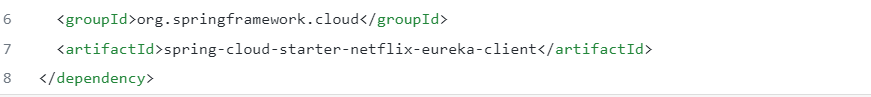 6 <groupId>org.springframework.cloud</groupId>
7 <artifactId>spring-cloud-starter-netflix-eureka-client</artifactId>
8 </dependency>